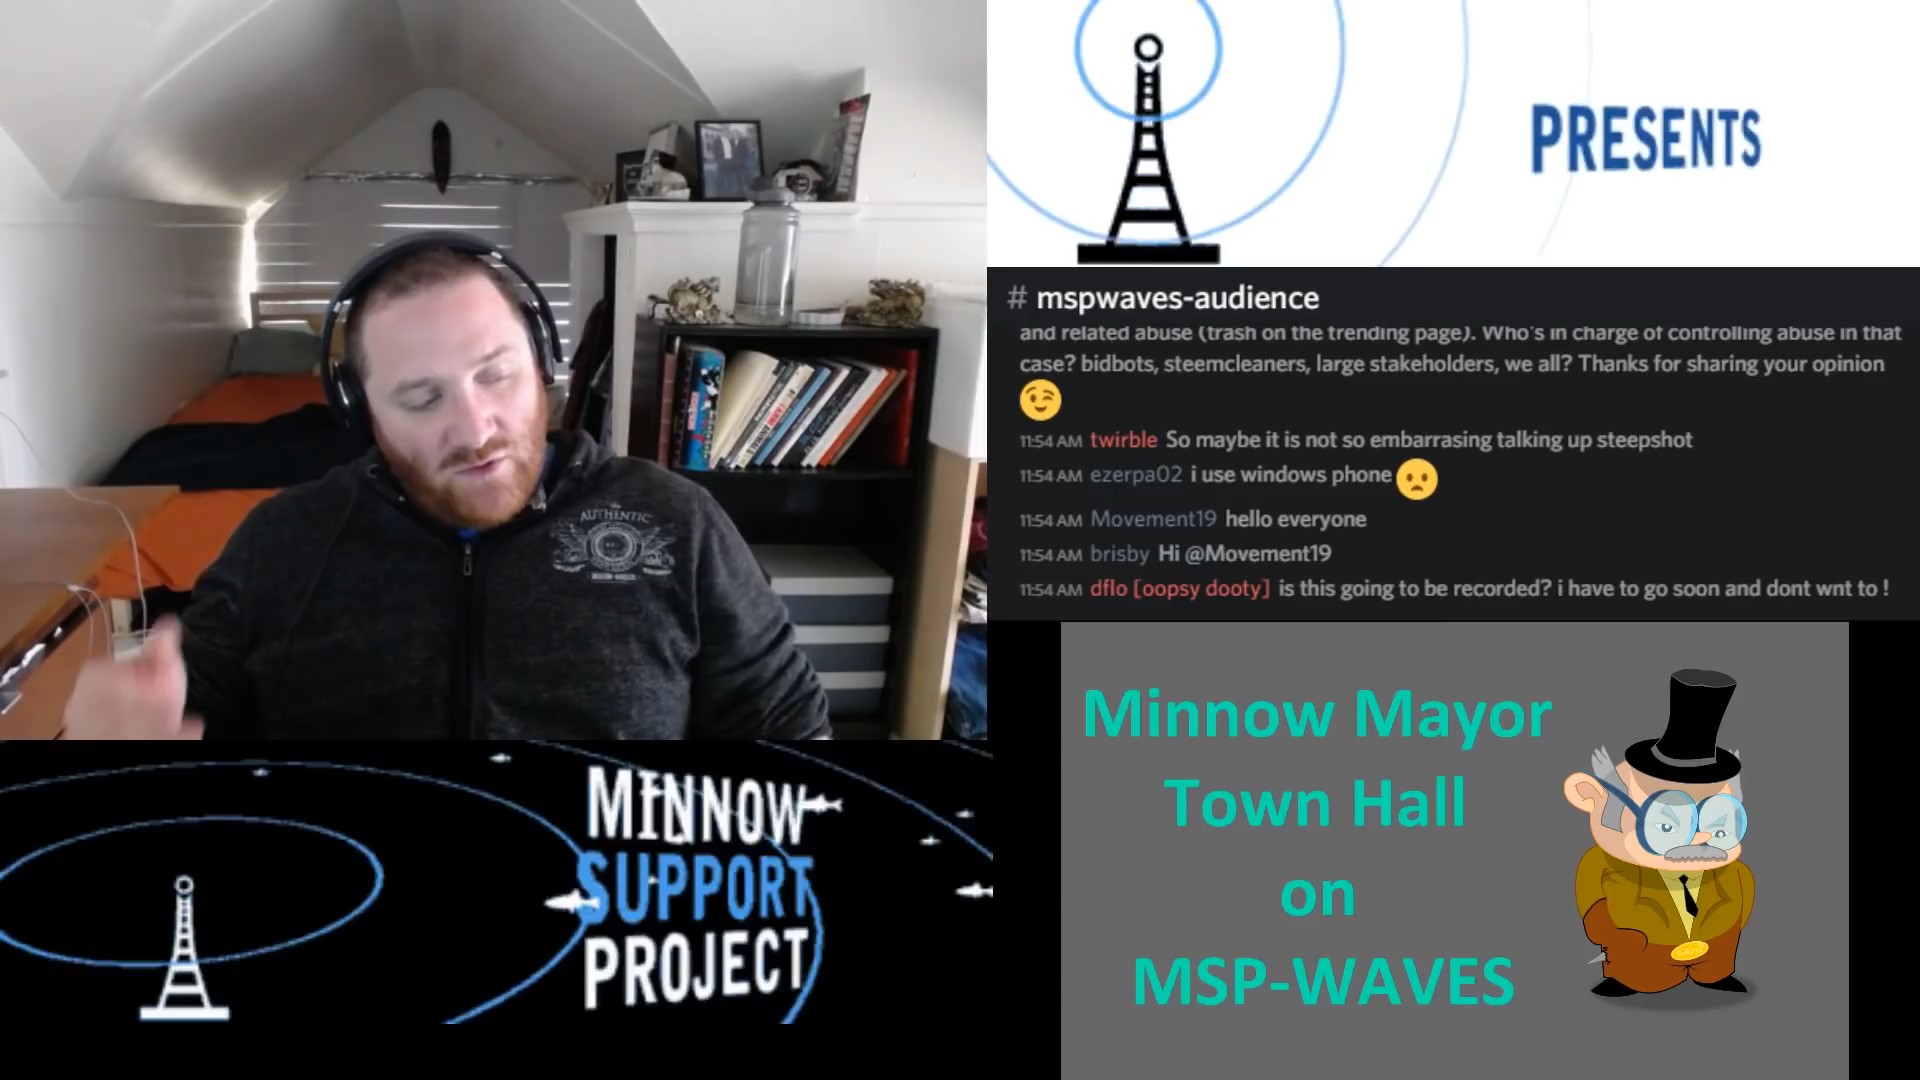 AUTHENTIC
PRESENTS
# mspwaves-audience
and related abuse (trash on the trending page). Who's in charge of controlling abuse in that
case? bidbots, steemcleaners, large stakeholders, we all? Thanks for sharing your opinion
11:54 AM twirble So maybe it is not so embarrasing talking up steepshot
11:54 AM ezerpa02 i use windows phone
11:54 AM Movement19 hello everyone
11:54 AM brisby Hi @Movement19
11:54 AM dflo [oopsy dooty] is this going to be recorded? i have to go soon and dont wnt to !
MINNOW
SUPPORT
PROJECT
Minnow Mayor
Town Hall
on
MSP-WAVES